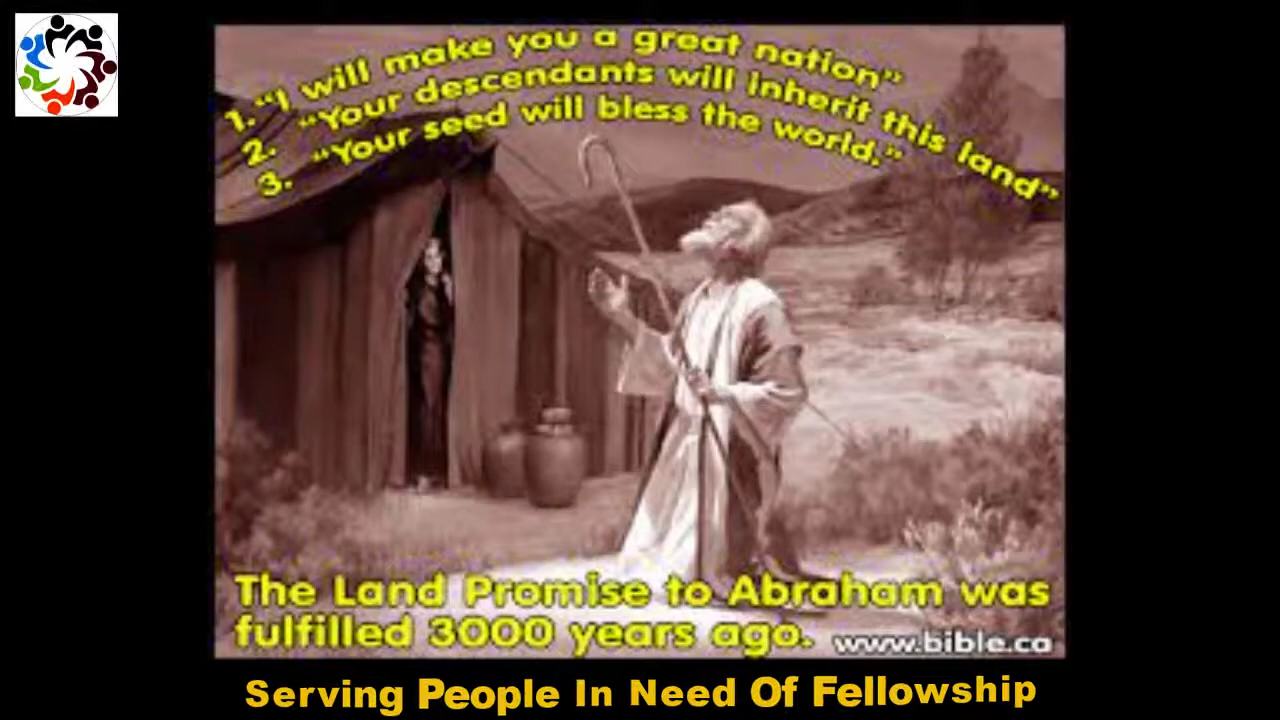 1. “I will make you a great nation”
2. “Your descendants will inherit this land”
3. “Your seed will bless the world.”
The Land Promise to Abraham was
fulfilled 3000 years ago. www.bible.ca
Serving People In Need Of Fellowship